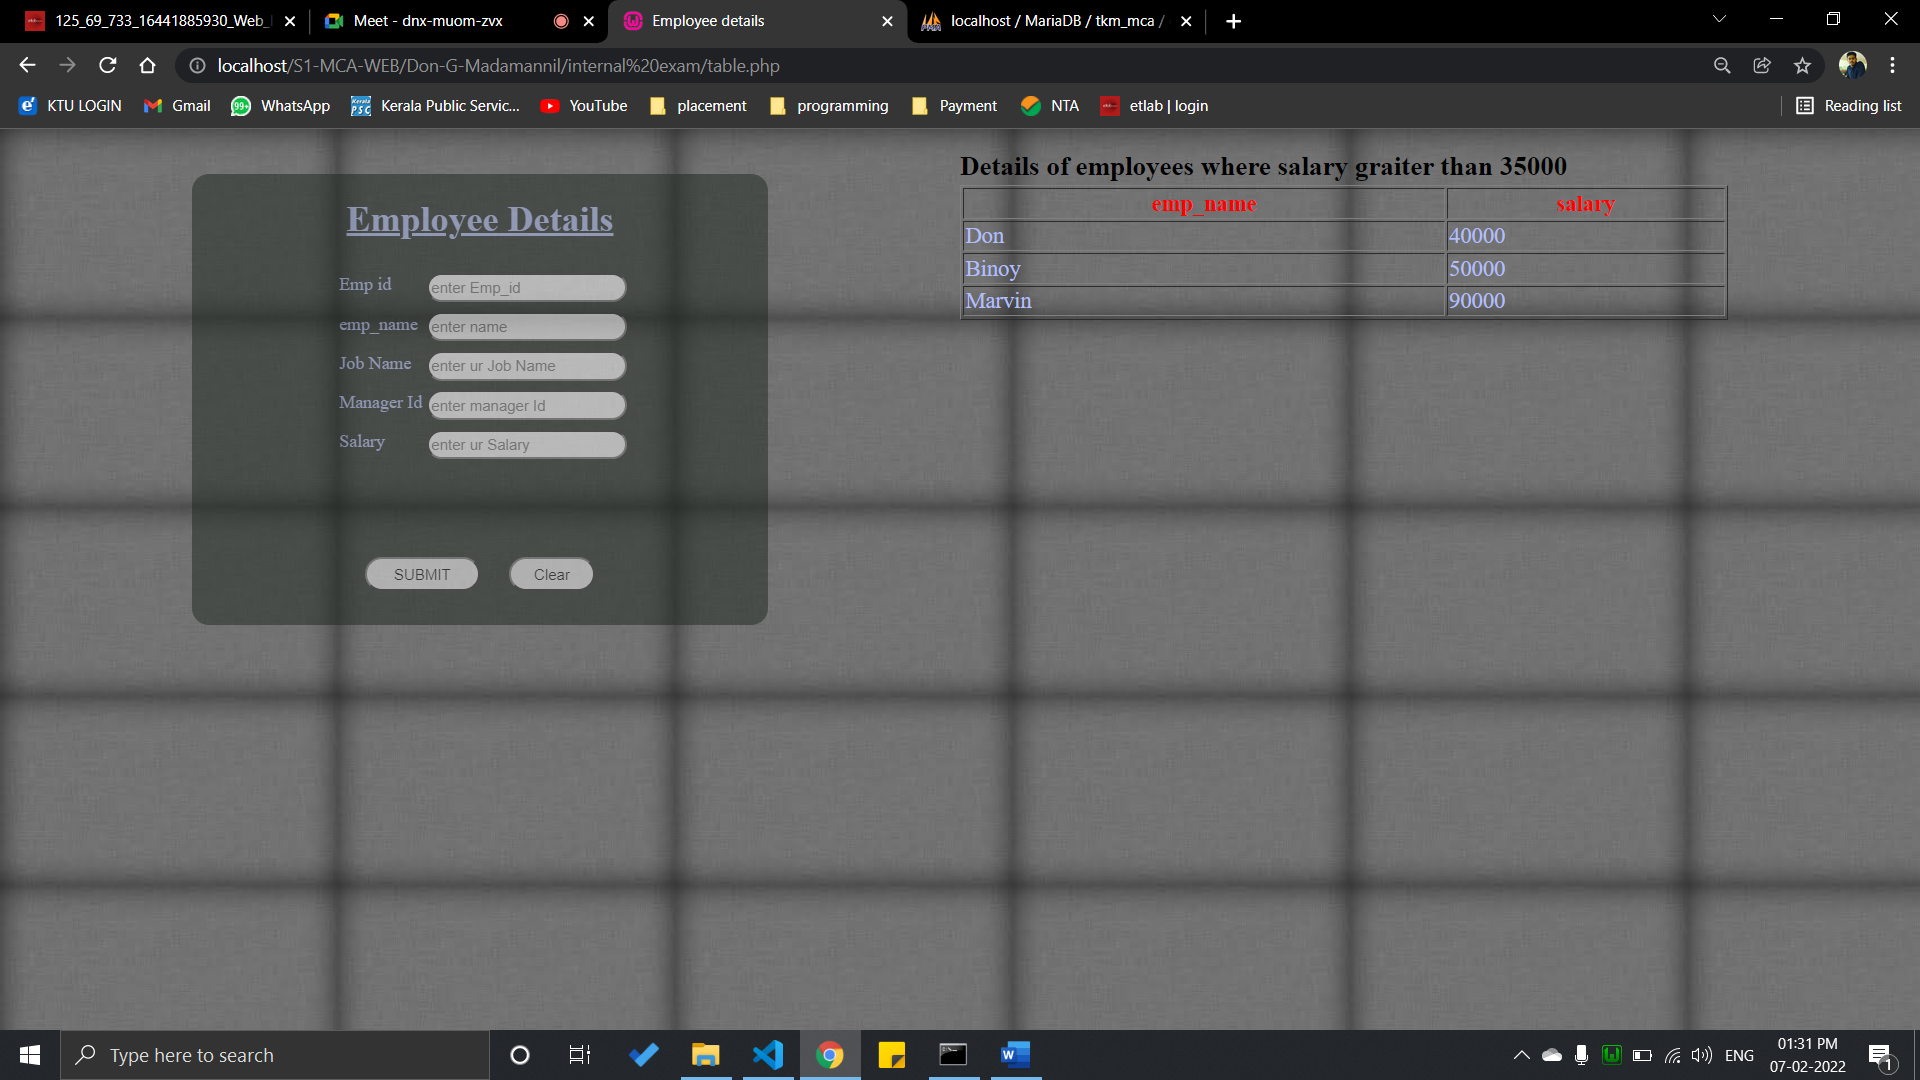 125_69_733_16441885930_Web_
Meet - dnx-muom-zvx
Employee details
localhost / MariaDB / tkm_mca /
localhost/S1-MCA-WEB/Don-G-Madamannil/internal%20exam/table.php
KTU LOGIN
Gmail
99+
WhatsApp
Kerala Public Servic...
YouTube
placement
programming
Payment
NTA
etlab | login
Reading list
Employee Details
Emp id
enter Emp_id
emp_name
enter name
Job Name
enter ur Job Name
Manager Id
enter manager Id
Salary
enter ur Salary
SUBMIT
Clear
Details of employees where salary graiter than 35000
emp_name salary
Don 40000
Binoy 50000
Marvin 90000
Type here to search
ENG
01:31 PM
07-02-2022
1